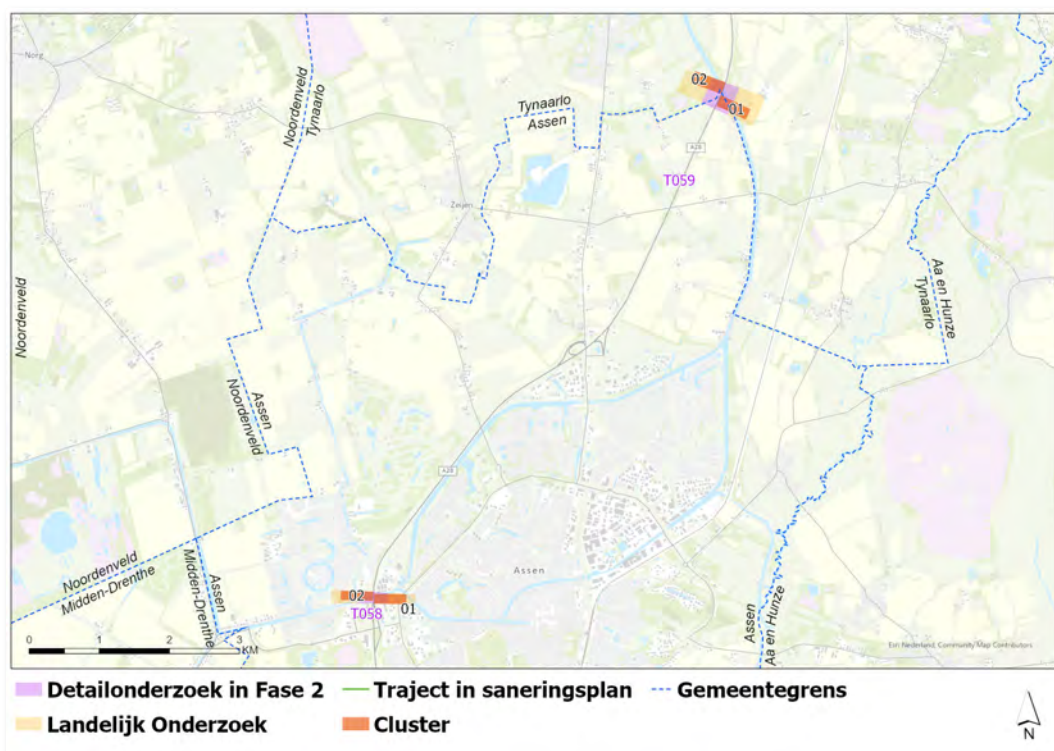 Norg
Noordenveld
Tynaarlo
Tynaarlo
Assen
02
01
A28
T059
Zeijen
Noordenveld
Aa en Hunze
Tynaarlo
Assen
Noordenveld
A28
Noordenveld
Midden-Drenthe
Assen
Midden-Drenthe
Assen
02
01
T058
Assen
Aa en Hunze
0 1 2 3
KM
Esri Nederland, Community Map Contributors
Detailonderzoek in Fase 2 Traject in saneringsplan Gemeentegrens
Landelijk Onderzoek Cluster
N